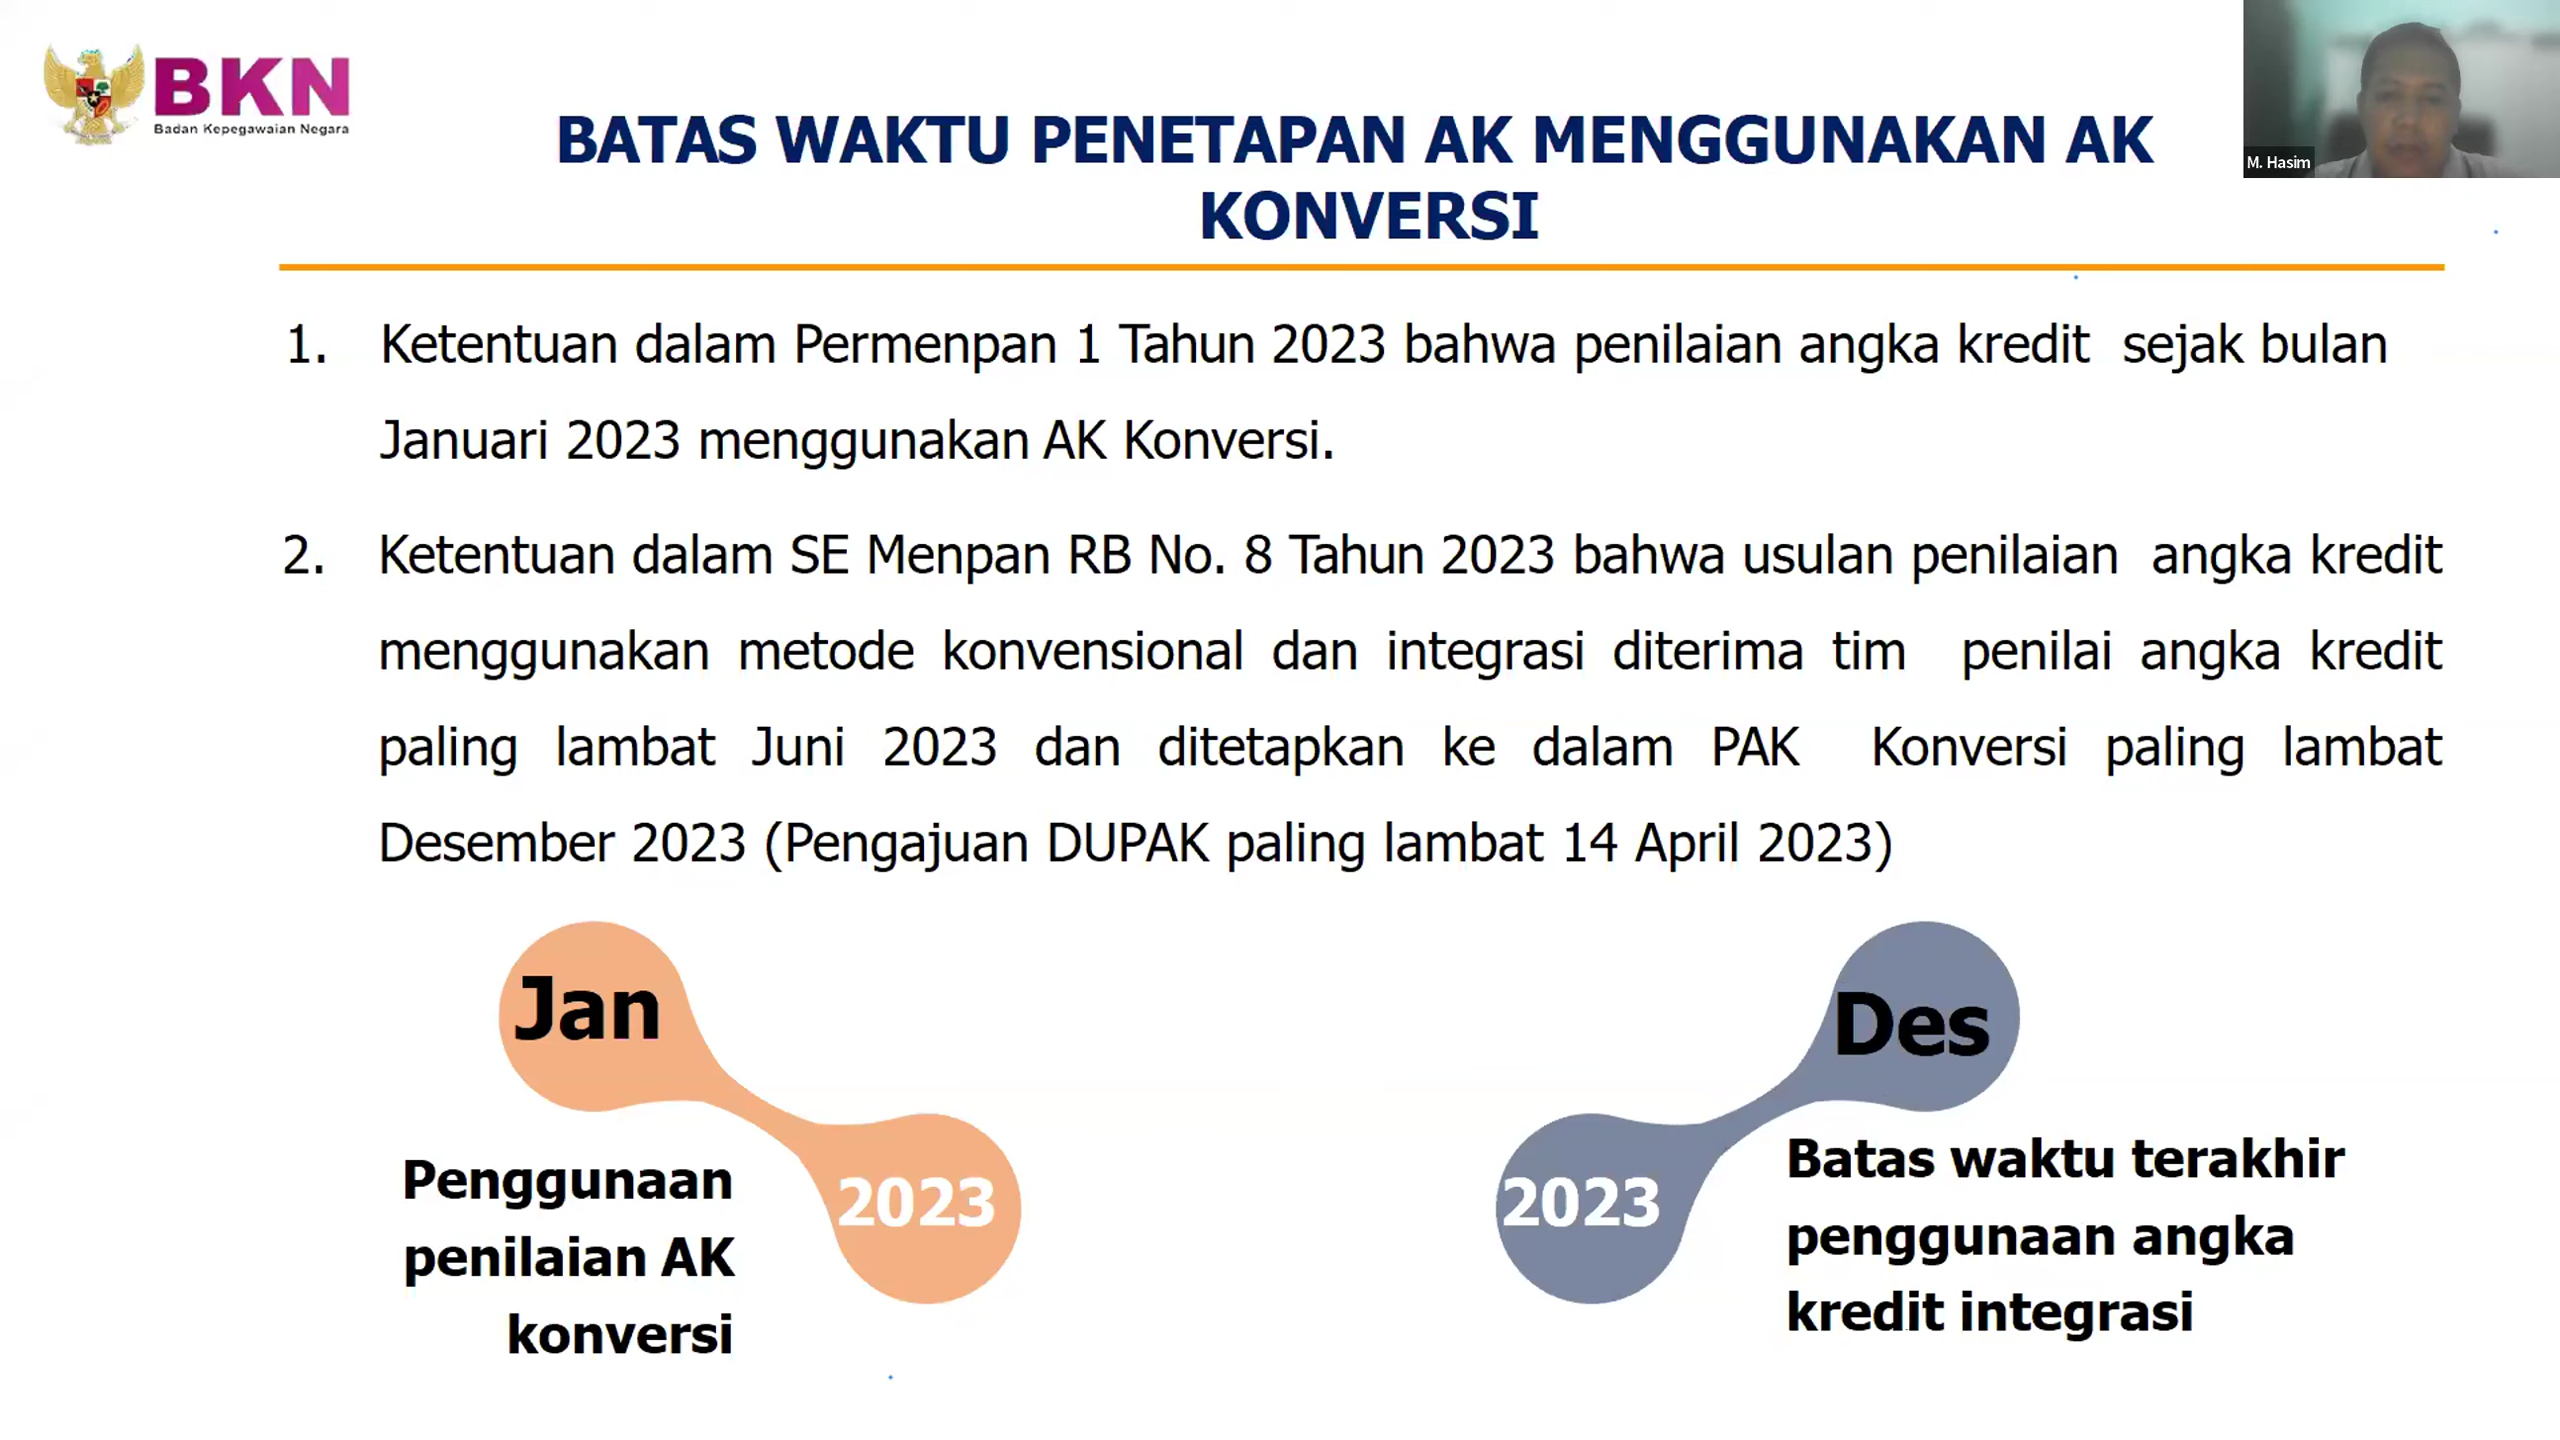 BKN
Badan Kepegawaian Negara
M. Hasim
BATAS WAKTU PENETAPAN AK MENGGUNAKAN AK
KONVERSI
1. Ketentuan dalam Permenpan 1 Tahun 2023 bahwa penilaian angka kredit sejak bulan
Januari 2023 menggunakan AK Konversi.
2. Ketentuan dalam SE Menpan RB No. 8 Tahun 2023 bahwa usulan penilaian angka kredit
menggunakan metode konvensional dan integrasi diterima tim penilai angka kredit
paling lambat Juni 2023 dan ditetapkan ke dalam PAK Konversi paling lambat
Desember 2023 (Pengajuan DUPAK paling lambat 14 April 2023)
Jan
2023
Penggunaan
penilaian AK
konversi
Des
2023
Batas waktu terakhir
penggunaan angka
kredit integrasi